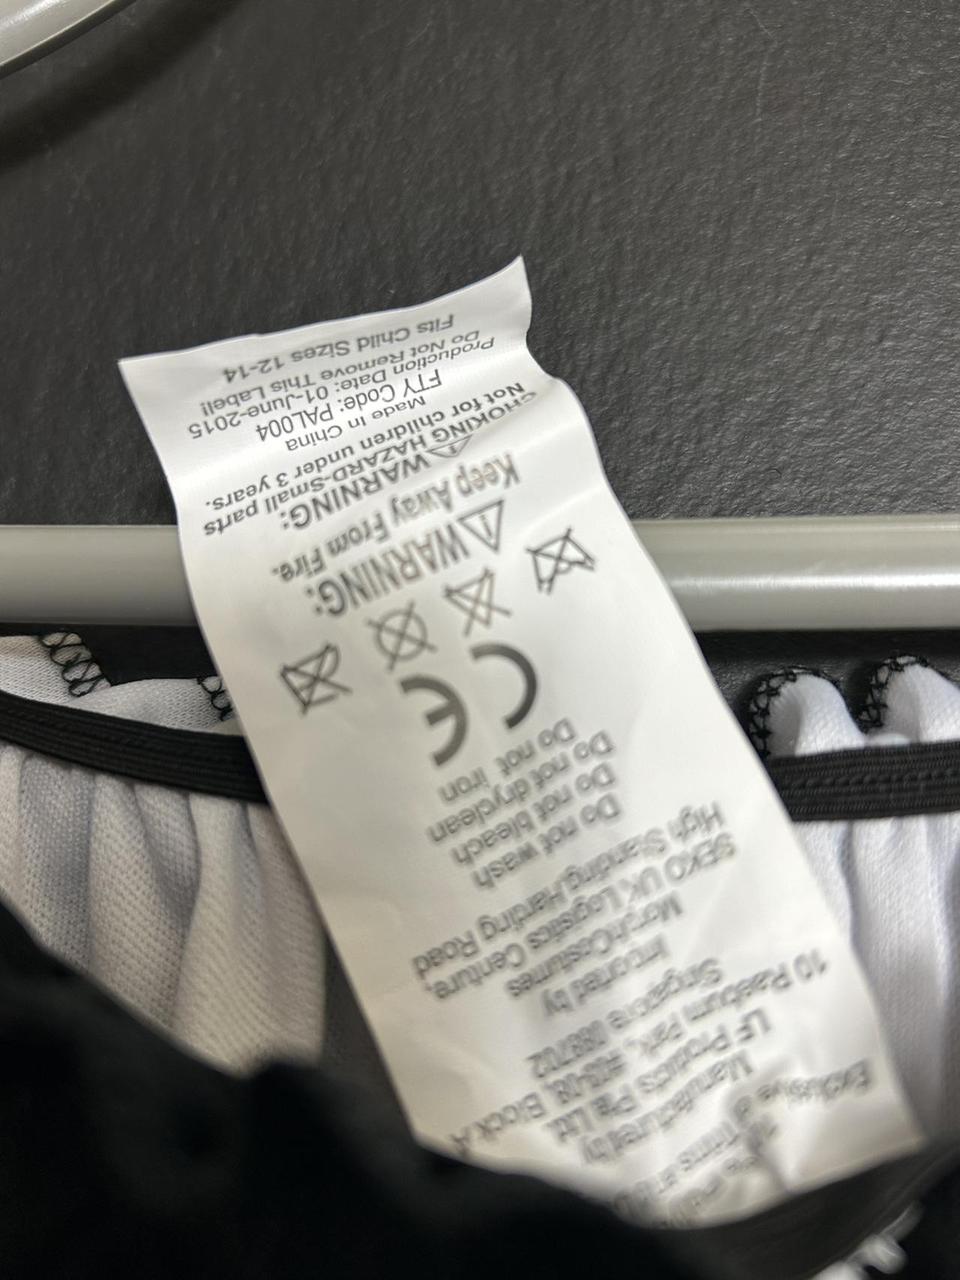 Exclusive
Manufactured by
LF Products Pte Ltd.
10 Raeburn Park, Block A
Singapore 088702
Imported by
MorphCostumes
SEKO UK Logistics Centure,
High Standing, Harding Road
Do not wash
Do not bleach
Do not dryclean
Do not iron
CE
WARNING:
Keep Away From Fire.
WARNING:
CHOKING HAZARD-Small parts
Not for children under 3 years.
Made in China
FTY Code: PAL004
Production Date: 01-June-2015
Do Not Remove This Label!
Fits Child Sizes 12-14